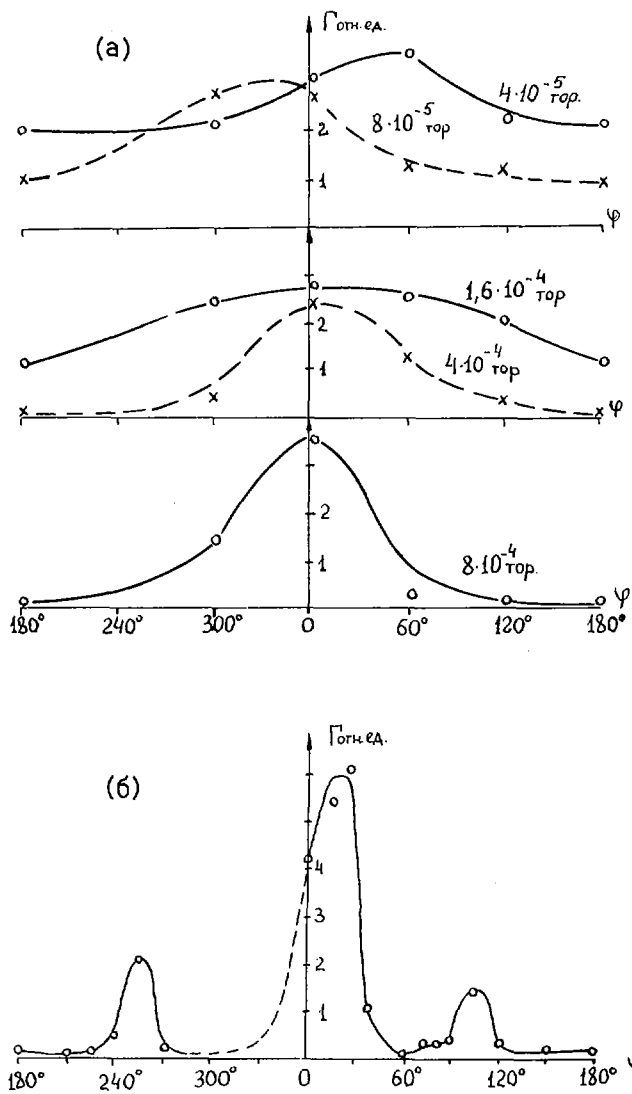 (а)
Γотн.ед.
4·10⁻⁵ тор.
8·10⁻⁵ тор
2
1
φ
1,6·10⁻⁴ тор
4·10⁻⁴ тор
2
1
φ
8·10⁻⁴ тор.
2
1
φ
180° 240° 300° 0 60° 120° 180°
(б)
Γотн.ед.
4
3
2
1
180° 240° 300° 0 60° 120° 180°